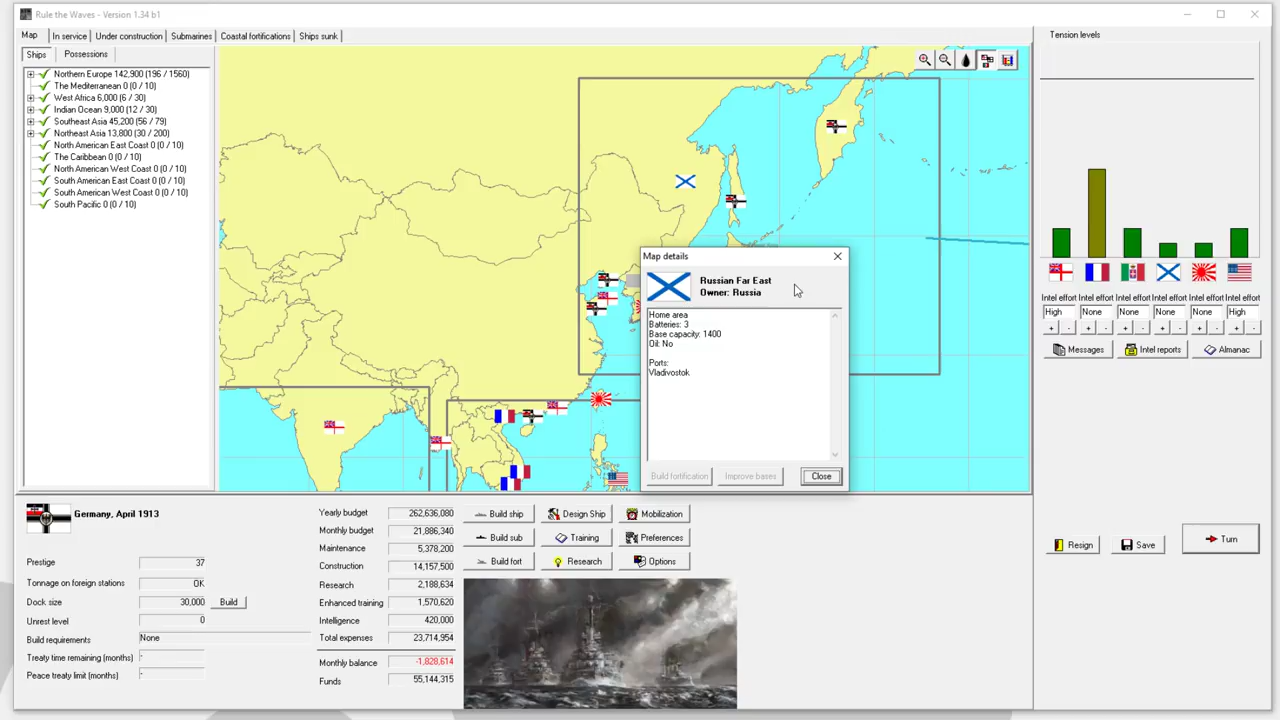 Rule the Waves - Version 1.34 b1
Map In service Under construction Submarines Coastal fortifications Ships sunk
Ships Possessions
Northern Europe 142,900 (196 / 1560)
The Mediterranean 0 (0 / 10)
West Africa 6,000 (6 / 30)
Indian Ocean 9,000 (12 / 30)
Southeast Asia 45,200 (56 / 79)
Northeast Asia 13,800 (30 / 200)
North American East Coast 0 (0 / 10)
The Caribbean 0 (0 / 10)
North American West Coast 0 (0 / 10)
South American East Coast 0 (0 / 10)
South American West Coast 0 (0 / 10)
South Pacific 0 (0 / 10)
Map details
Russian Far East
Owner: Russia
Home area
Batteries: 3
Base capacity: 1400
Oil: No
Ports:
Vladivostok
Build fortification Improve bases Close
Tension levels
Intel effort Intel effort Intel effort Intel effort Intel effort Intel effort
High None None None None High
+ - + - + - + - + - + -
Messages Intel reports Almanac
Resign Save Turn
Germany, April 1913
Prestige 37
Tonnage on foreign stations OK
Dock size 30,000 Build
Unrest level 0
Build requirements None
Treaty time remaining (months) -
Peace treaty limit (months) -
Yearly budget 262,636,080
Monthly budget 21,886,340
Maintenance 5,378,200
Construction 14,157,500
Research 2,188,634
Enhanced training 1,570,620
Intelligence 420,000
Total expenses 23,714,954
Monthly balance -1,828,614
Funds 55,144,315
Build ship Design Ship Mobilization
Build sub Training Preferences
Build fort Research Options